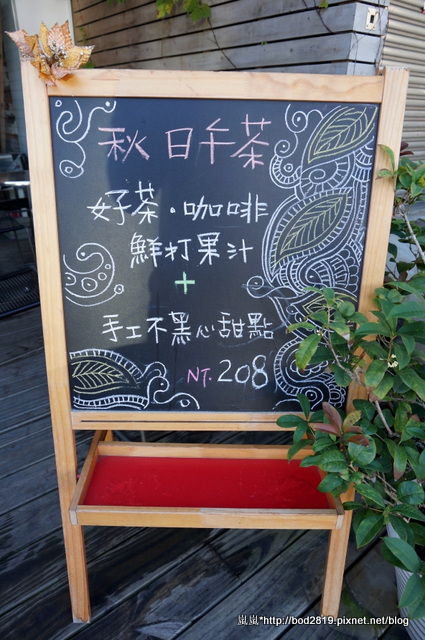 秋日午茶
好茶・咖啡
鮮打果汁
+
手工不黑心甜點
NT. 208
嵐嵐*http://bod2819.pixnet.net/blog